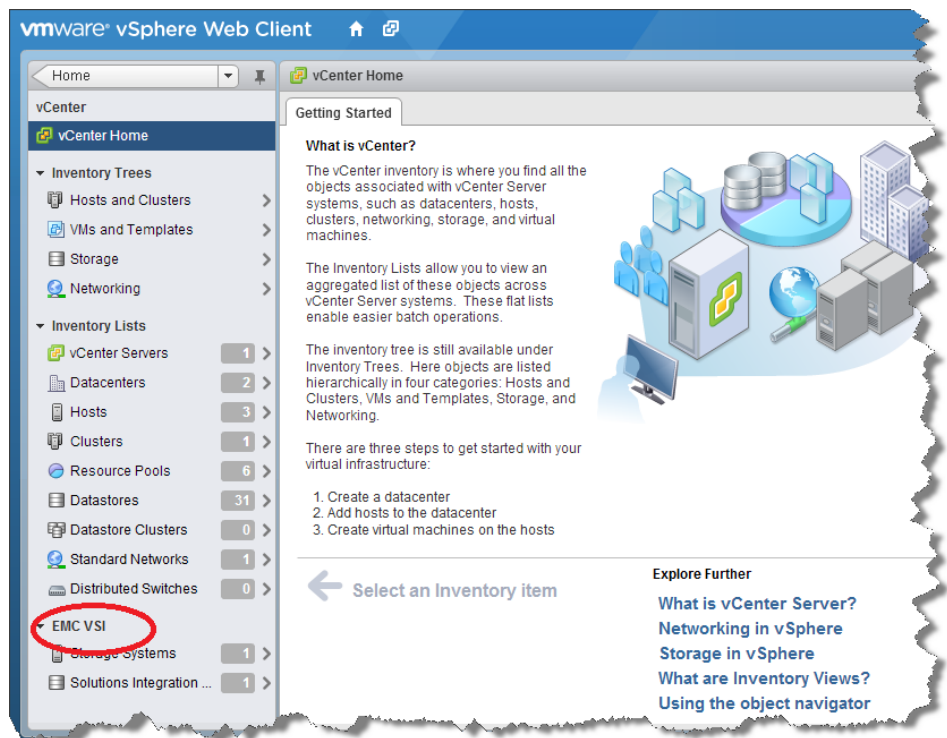 vmware® vSphere Web Client
Home
vCenter
vCenter Home
Inventory Trees
Hosts and Clusters
VMs and Templates
Storage
Networking
Inventory Lists
vCenter Servers 1
Datacenters 2
Hosts 3
Clusters 1
Resource Pools 6
Datastores 31
Datastore Clusters 0
Standard Networks 1
Distributed Switches 0
EMC VSI
Storage Systems 1
Solutions Integration ... 1
vCenter Home
Getting Started
What is vCenter?
The vCenter inventory is where you find all the
objects associated with vCenter Server
systems, such as datacenters, hosts,
clusters, networking, storage, and virtual
machines.
The Inventory Lists allow you to view an
aggregated list of these objects across
vCenter Server systems. These flat lists
enable easier batch operations.
The inventory tree is still available under
Inventory Trees. Here objects are listed
hierarchically in four categories: Hosts and
Clusters, VMs and Templates, Storage, and
Networking.
There are three steps to get started with your
virtual infrastructure:
1. Create a datacenter
2. Add hosts to the datacenter
3. Create virtual machines on the hosts
Select an Inventory item
Explore Further
What is vCenter Server?
Networking in vSphere
Storage in vSphere
What are Inventory Views?
Using the object navigator